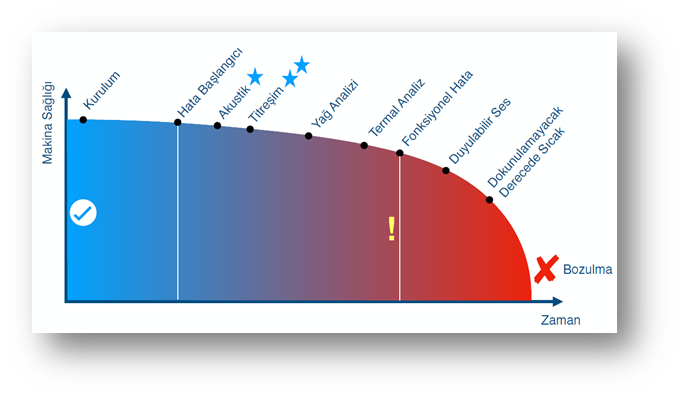 Makina Sağlığı
Kurulum
Hata Başlangıcı
Akustik
Titreşim
Yağ Analizi
Termal Analiz
Fonksiyonel Hata
Duyulabilir Ses
Dokunulamayacak
Derecede Sıcak
!
Bozulma
Zaman